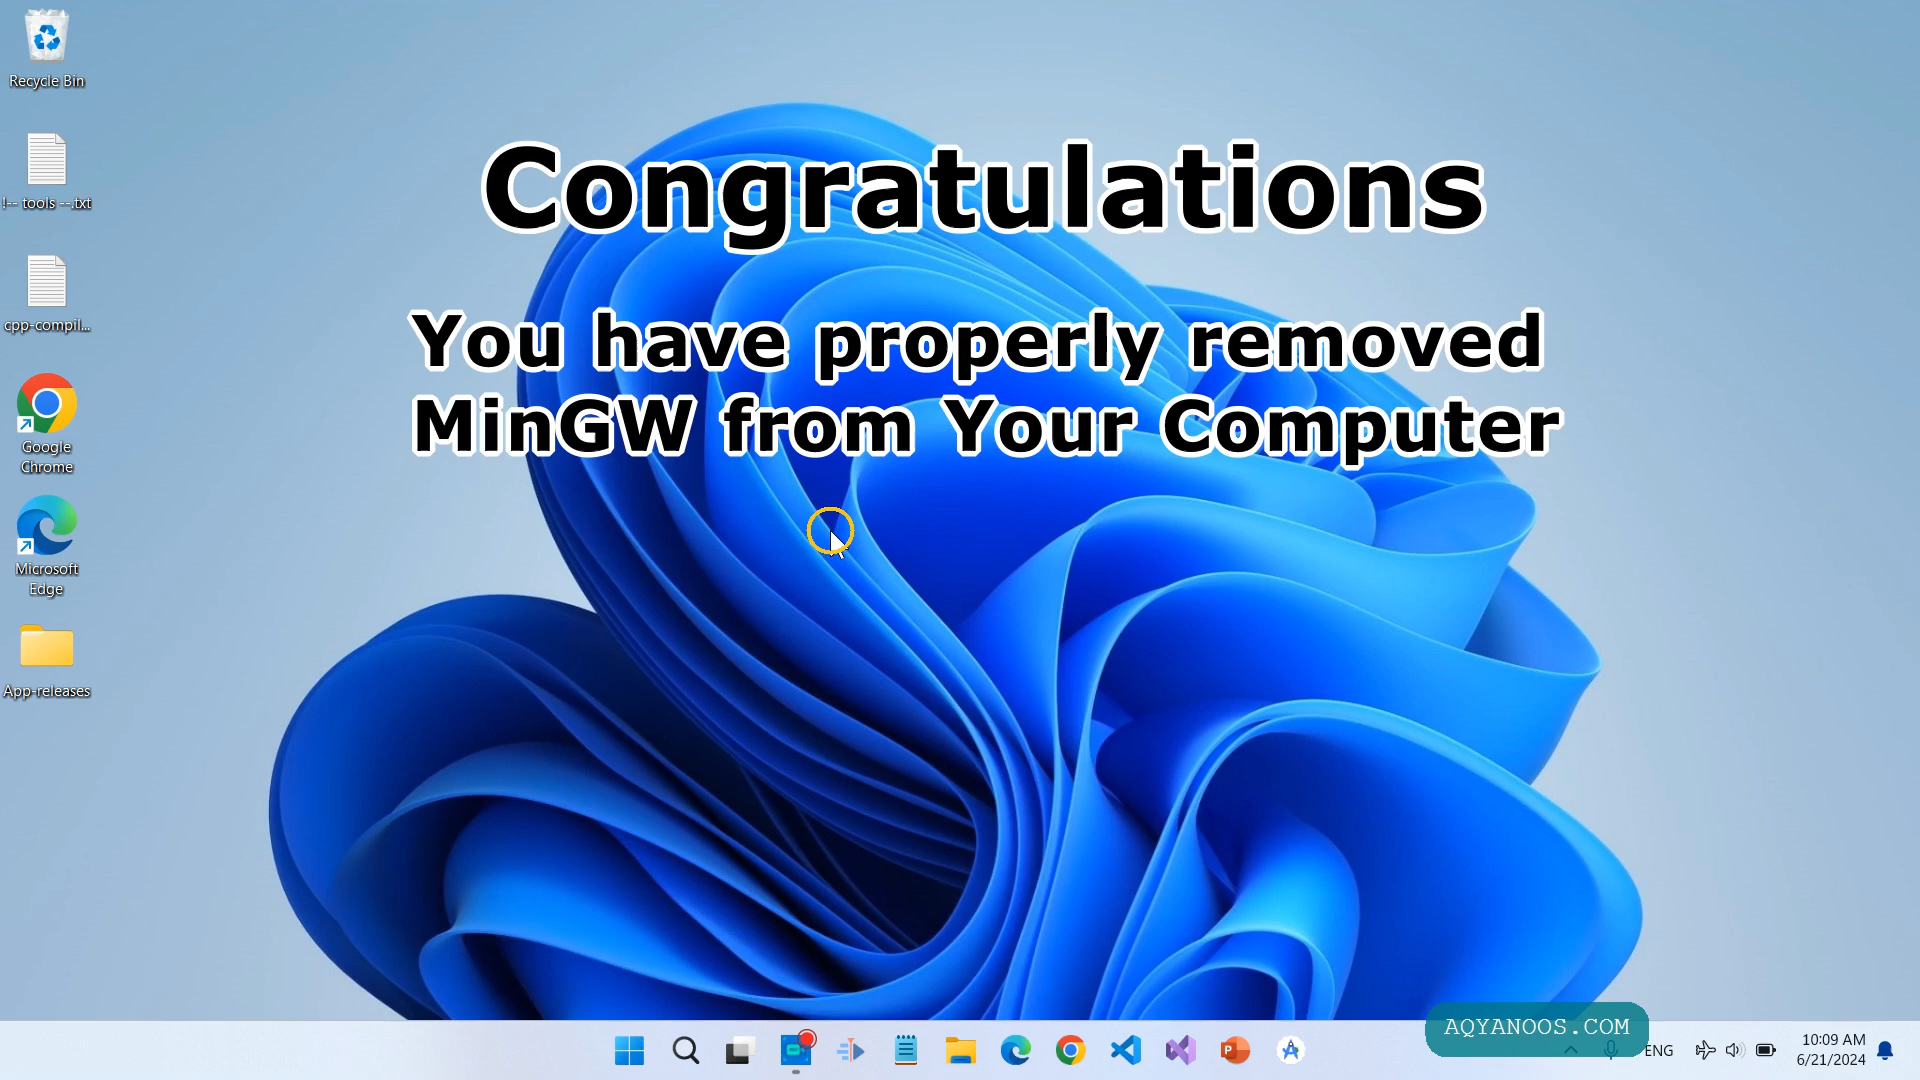 Congratulations
You have properly removed
MinGW from Your Computer
Recycle Bin
!-- tools --.txt
cpp-compil...
Google
Chrome
Microsoft
Edge
App-releases
AQYANOOS.COM
ENG
10:09 AM
6/21/2024